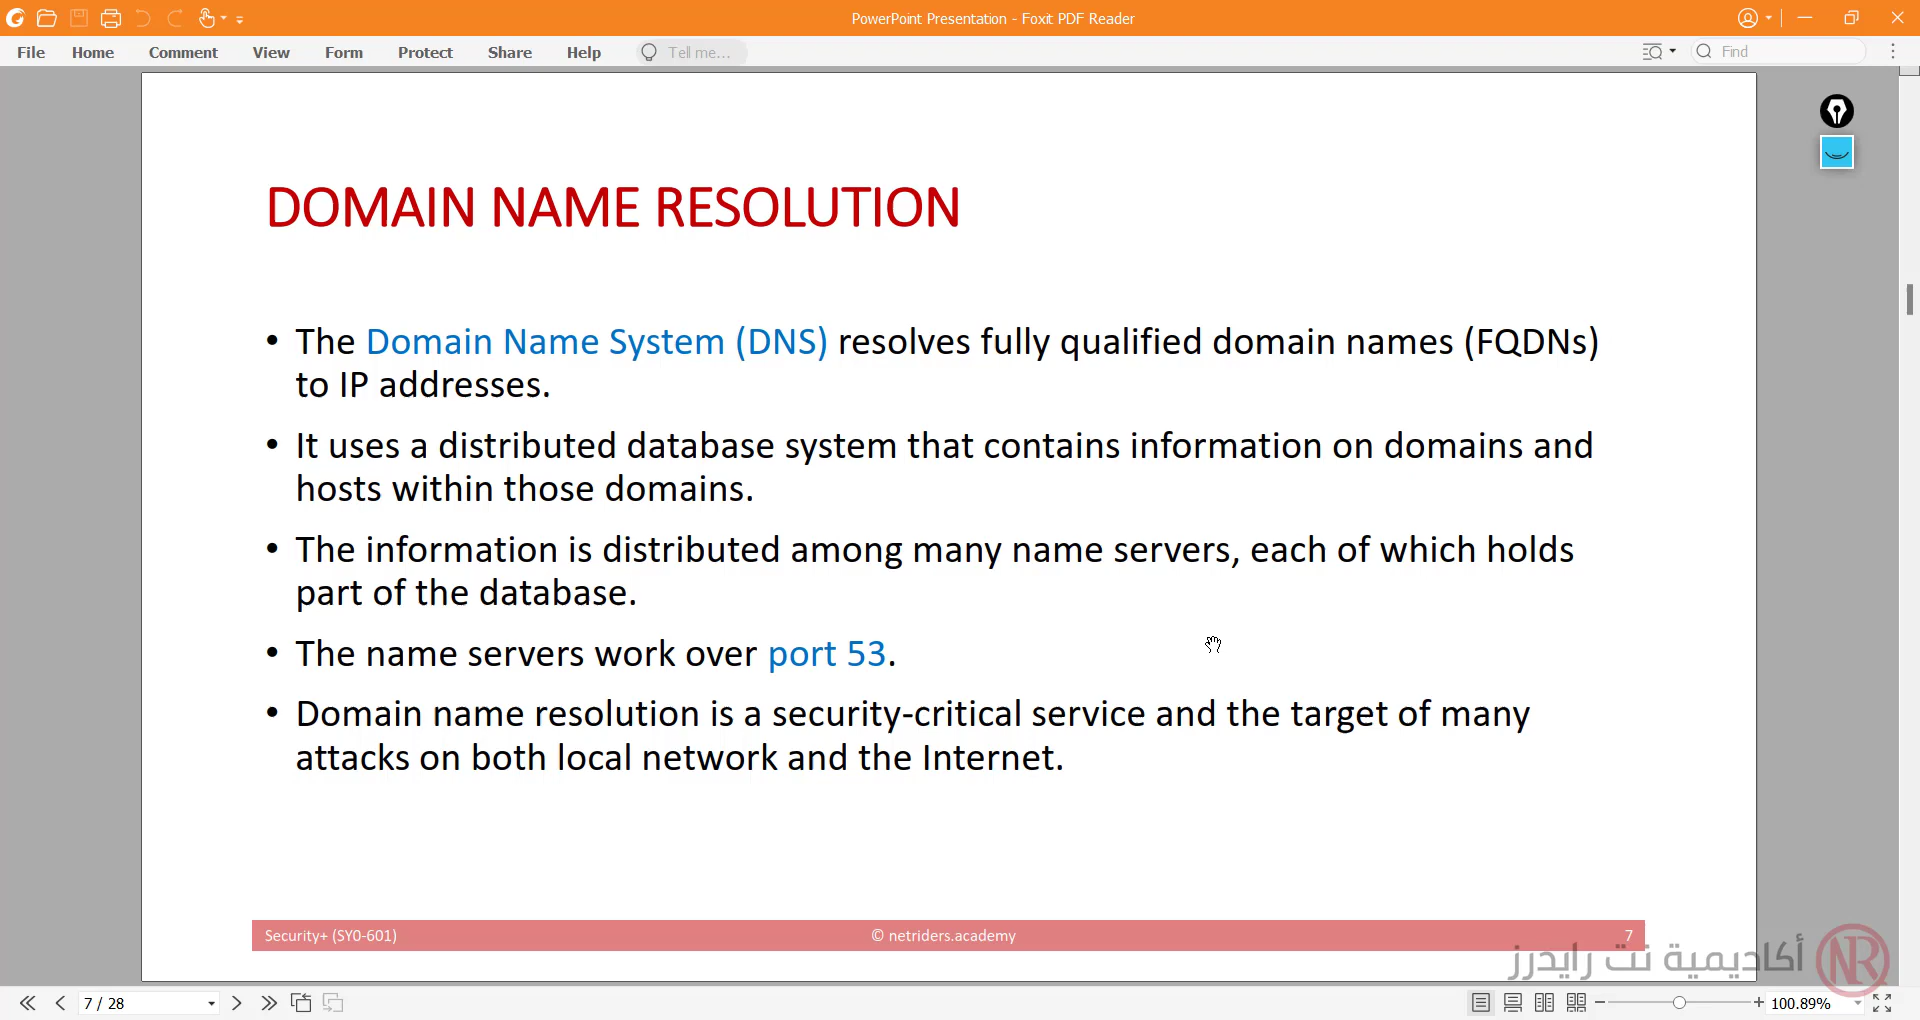 PowerPoint Presentation - Foxit PDF Reader
File Home Comment View Form Protect Share Help Tell me... Find
DOMAIN NAME RESOLUTION
• The Domain Name System (DNS) resolves fully qualified domain names (FQDNs)
to IP addresses.
• It uses a distributed database system that contains information on domains and
hosts within those domains.
• The information is distributed among many name servers, each of which holds
part of the database.
• The name servers work over port 53.
• Domain name resolution is a security-critical service and the target of many
attacks on both local network and the Internet.
Security+ (SY0-601) © netriders.academy 7
أكاديمية نت رايدرز NR
7 / 28 100.89%